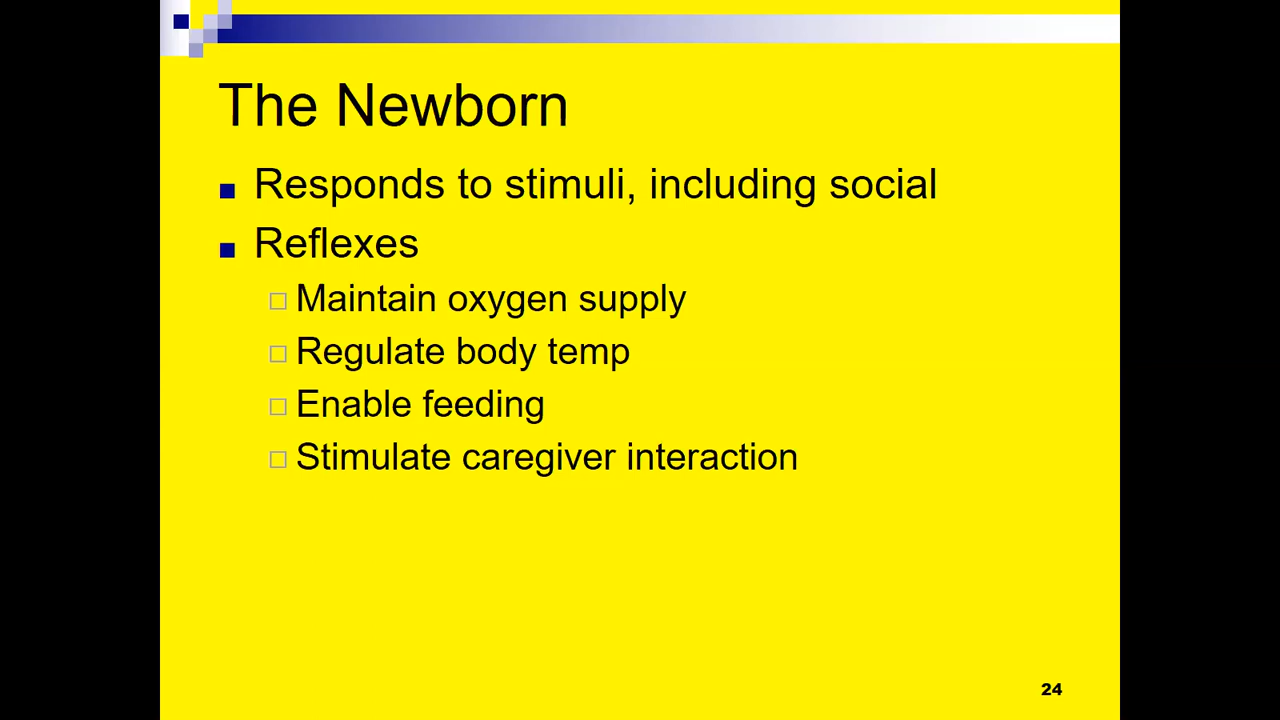 The Newborn
Responds to stimuli, including social
Reflexes
Maintain oxygen supply
Regulate body temp
Enable feeding
Stimulate caregiver interaction
24